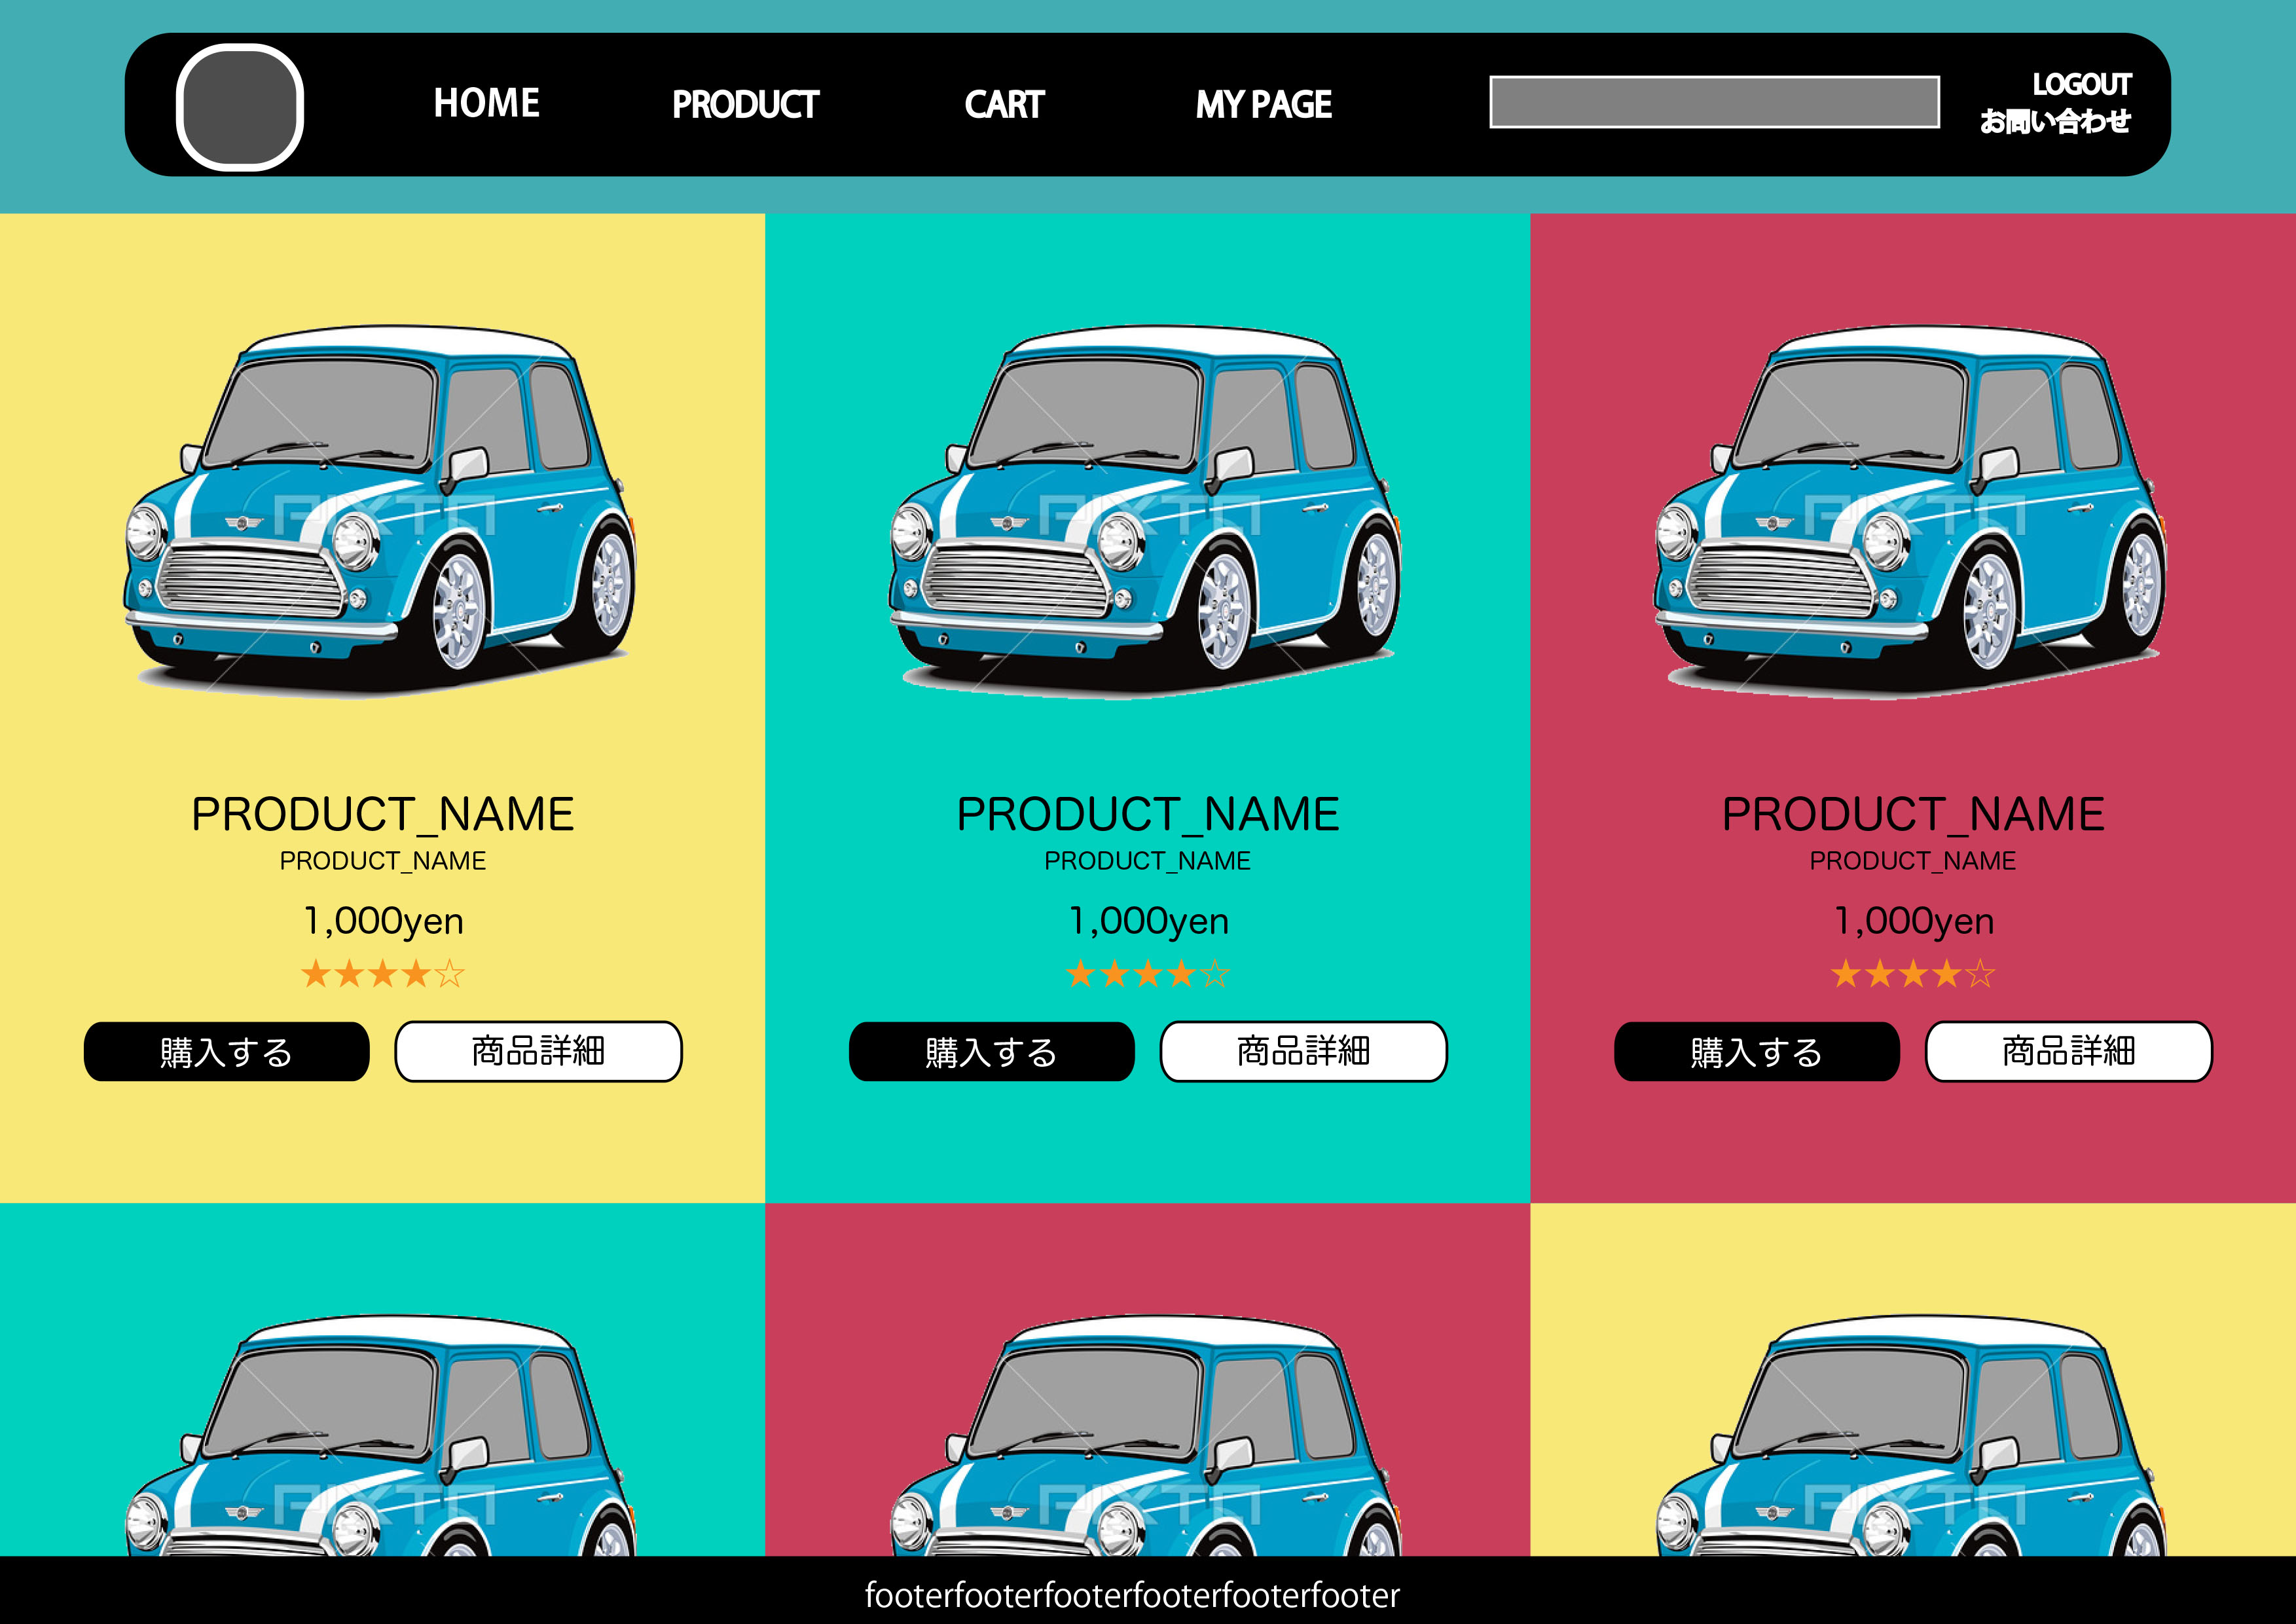 HOME PRODUCT CART MY PAGE
LOGOUT
お問い合わせ
PIXTA PIXTA PIXTA
PRODUCT_NAME PRODUCT_NAME PRODUCT_NAME
PRODUCT_NAME PRODUCT_NAME PRODUCT_NAME
1,000yen 1,000yen 1,000yen
★★★★☆ ★★★★☆ ★★★★☆
購入する 商品詳細 購入する 商品詳細 購入する 商品詳細
PIXTA PIXTA PIXTA
footerfooterfooterfooterfooterfooter